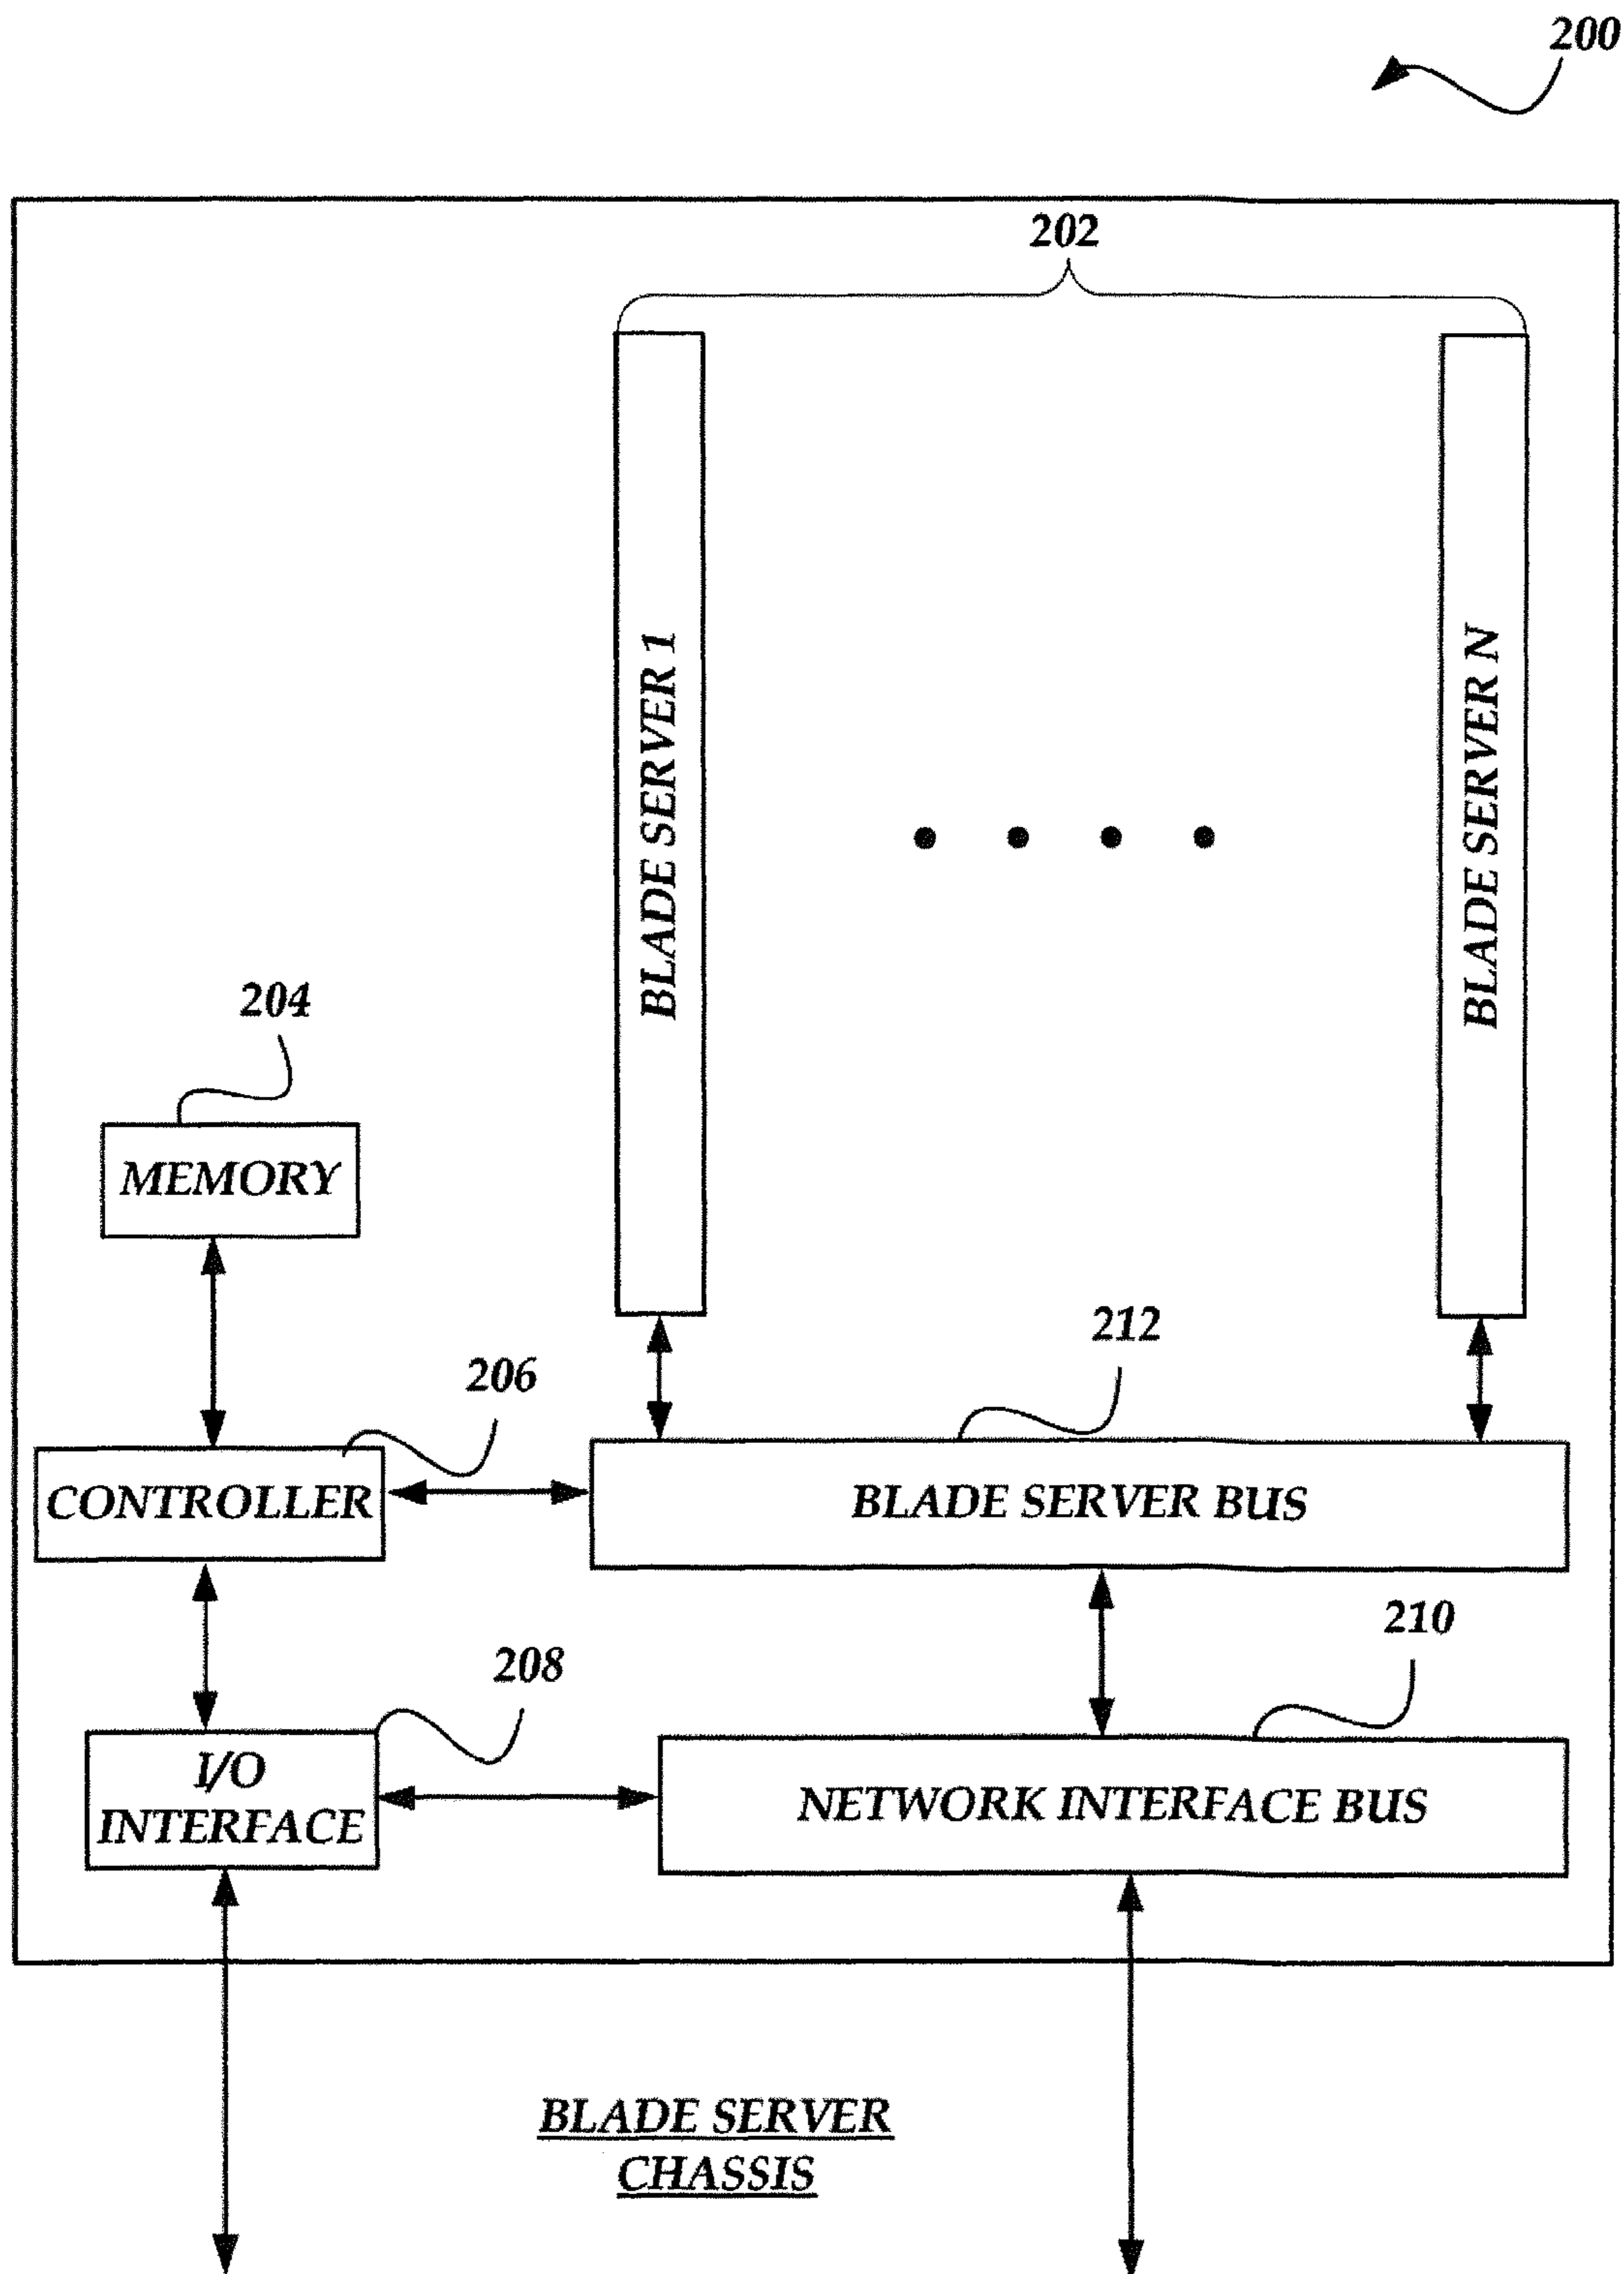 200
202
BLADE SERVER 1
BLADE SERVER N
204
MEMORY
212
206
CONTROLLER
BLADE SERVER BUS
210
208
I/O
INTERFACE
NETWORK INTERFACE BUS
BLADE SERVER
CHASSIS